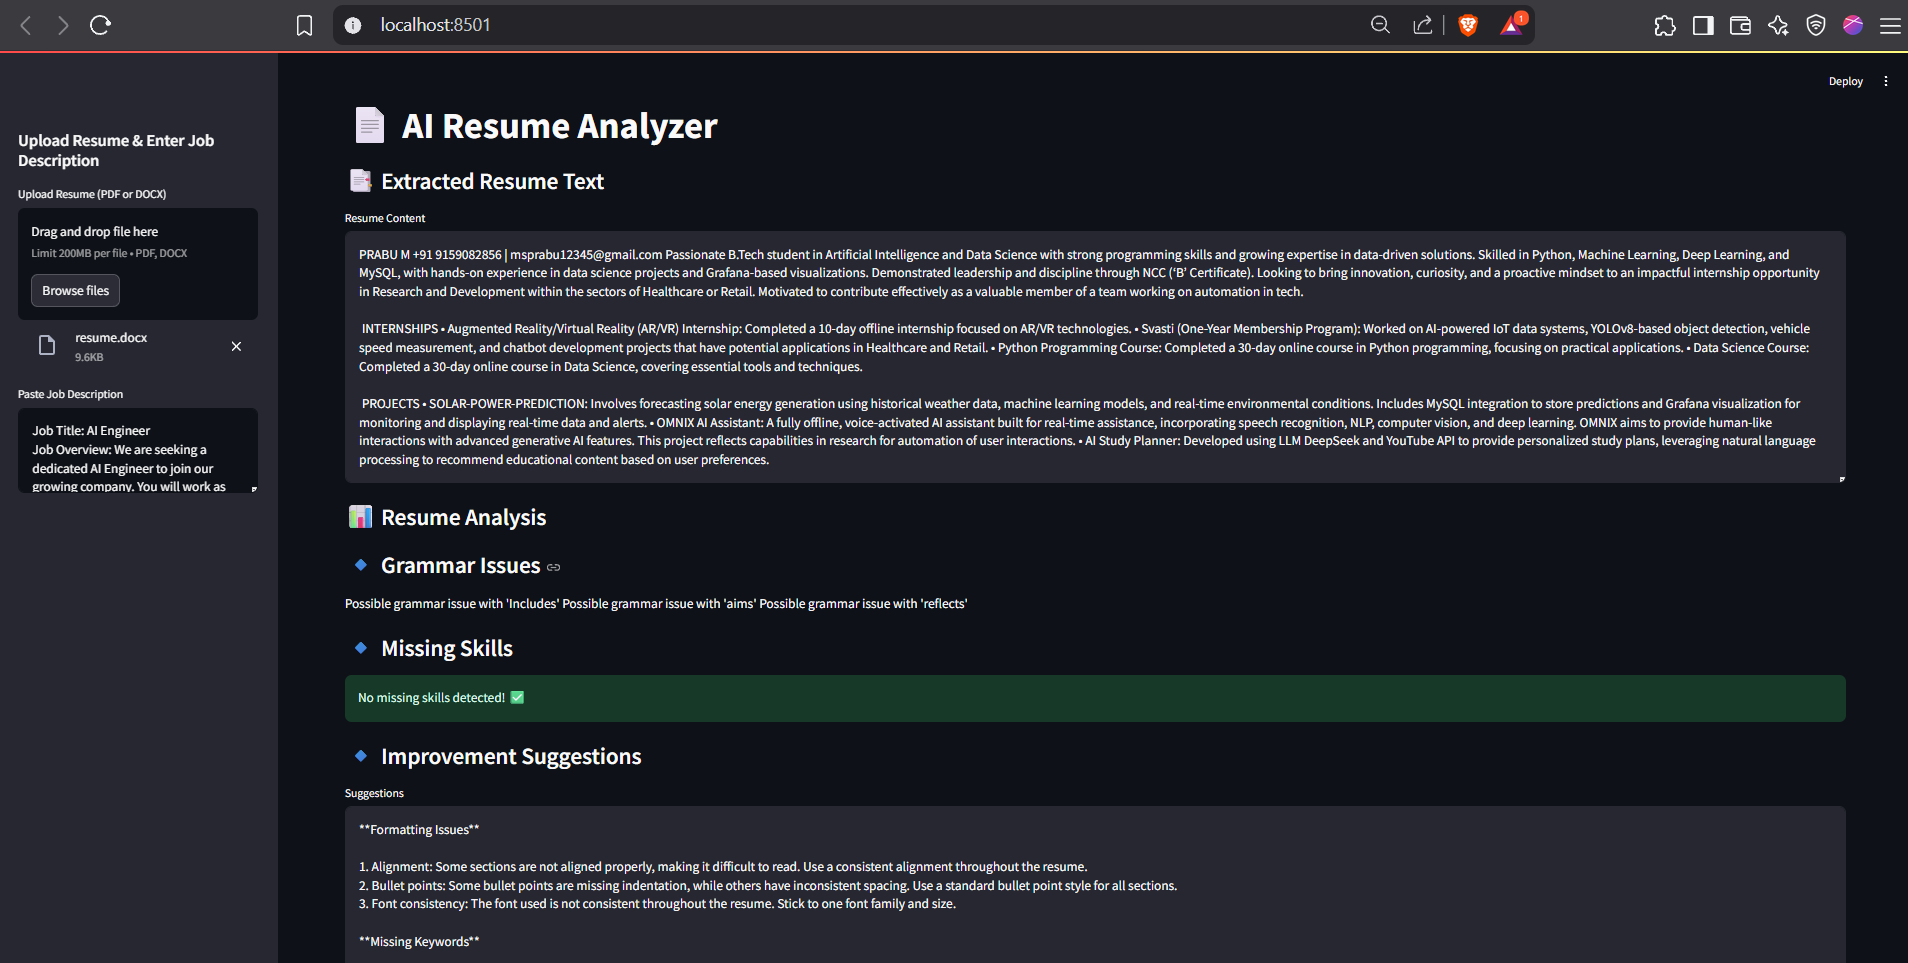 localhost:8501
1
Deploy
Upload Resume & Enter Job
Description
Upload Resume (PDF or DOCX)
Drag and drop file here
Limit 200MB per file • PDF, DOCX
Browse files
resume.docx
9.6KB
Paste Job Description
Job Title: AI Engineer
Job Overview: We are seeking a
dedicated AI Engineer to join our
growing company. You will work as
AI Resume Analyzer
Extracted Resume Text
Resume Content
PRABU M +91 9159082856 | msprabu12345@gmail.com Passionate B.Tech student in Artificial Intelligence and Data Science with strong programming skills and growing expertise in data-driven solutions. Skilled in Python, Machine Learning, Deep Learning, and
MySQL, with hands-on experience in data science projects and Grafana-based visualizations. Demonstrated leadership and discipline through NCC (‘B’ Certificate). Looking to bring innovation, curiosity, and a proactive mindset to an impactful internship opportunity
in Research and Development within the sectors of Healthcare or Retail. Motivated to contribute effectively as a valuable member of a team working on automation in tech.
INTERNSHIPS • Augmented Reality/Virtual Reality (AR/VR) Internship: Completed a 10-day offline internship focused on AR/VR technologies. • Svasti (One-Year Membership Program): Worked on AI-powered IoT data systems, YOLOv8-based object detection, vehicle
speed measurement, and chatbot development projects that have potential applications in Healthcare and Retail. • Python Programming Course: Completed a 30-day online course in Python programming, focusing on practical applications. • Data Science Course:
Completed a 30-day online course in Data Science, covering essential tools and techniques.
PROJECTS • SOLAR-POWER-PREDICTION: Involves forecasting solar energy generation using historical weather data, machine learning models, and real-time environmental conditions. Includes MySQL integration to store predictions and Grafana visualization for
monitoring and displaying real-time data and alerts. • OMNIX AI Assistant: A fully offline, voice-activated AI assistant built for real-time assistance, incorporating speech recognition, NLP, computer vision, and deep learning. OMNIX aims to provide human-like
interactions with advanced generative AI features. This project reflects capabilities in research for automation of user interactions. • AI Study Planner: Developed using LLM DeepSeek and YouTube API to provide personalized study plans, leveraging natural language
processing to recommend educational content based on user preferences.
Resume Analysis
Grammar Issues
Possible grammar issue with 'Includes' Possible grammar issue with 'aims' Possible grammar issue with 'reflects'
Missing Skills
No missing skills detected! ✅
Improvement Suggestions
Suggestions
**Formatting Issues**
1. Alignment: Some sections are not aligned properly, making it difficult to read. Use a consistent alignment throughout the resume.
2. Bullet points: Some bullet points are missing indentation, while others have inconsistent spacing. Use a standard bullet point style for all sections.
3. Font consistency: The font used is not consistent throughout the resume. Stick to one font family and size.
**Missing Keywords**